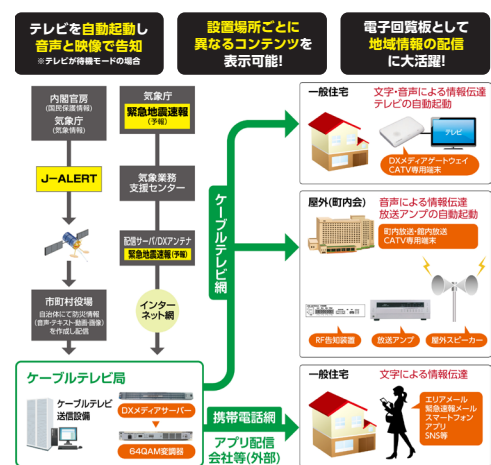 テレビを自動起動し
音声と映像で告知
※テレビが待機モードの場合
設置場所ごとに
異なるコンテンツを
表示可能!
電子回覧板として
地域情報の配信
に大活躍!
内閣官房
(国民保護情報)
気象庁
(気象情報)
J-ALERT
市町村役場
自治体にて防災情報
(音声・テキスト・動画・画像)
を作成し配信
気象庁
緊急地震速報
(予報)
気象業務
支援センター
配信サーバ/DXアンテナ
緊急地震速報(予報)
インター
ネット網
ケーブルテレビ局
ケーブルテレビ
送信設備
DXメディアサーバー
64QAM変調器
ケーブルテレビ網
携帯電話網
アプリ配信
会社等(外部)
一般住宅
文字・音声による情報伝達
テレビの自動起動
テレビ
DXメディアゲートウェイ
CATV専用端末
屋外(町内会)
音声による情報伝達
放送アンプの自動起動
町内放送・館内放送
CATV専用端末
RF告知装置
放送アンプ
屋外スピーカー
一般住宅
文字による情報伝達
エリアメール
緊急速報メール
スマートフォン
アプリ
SNS等